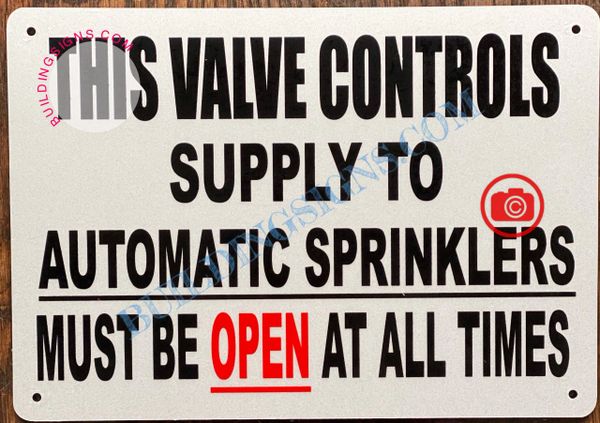 BUILDINGSIGNS.COM
THIS VALVE CONTROLS
SUPPLY TO
AUTOMATIC SPRINKLERS
MUST BE OPEN AT ALL TIMES
BUILDINGSIGNS.COM
©